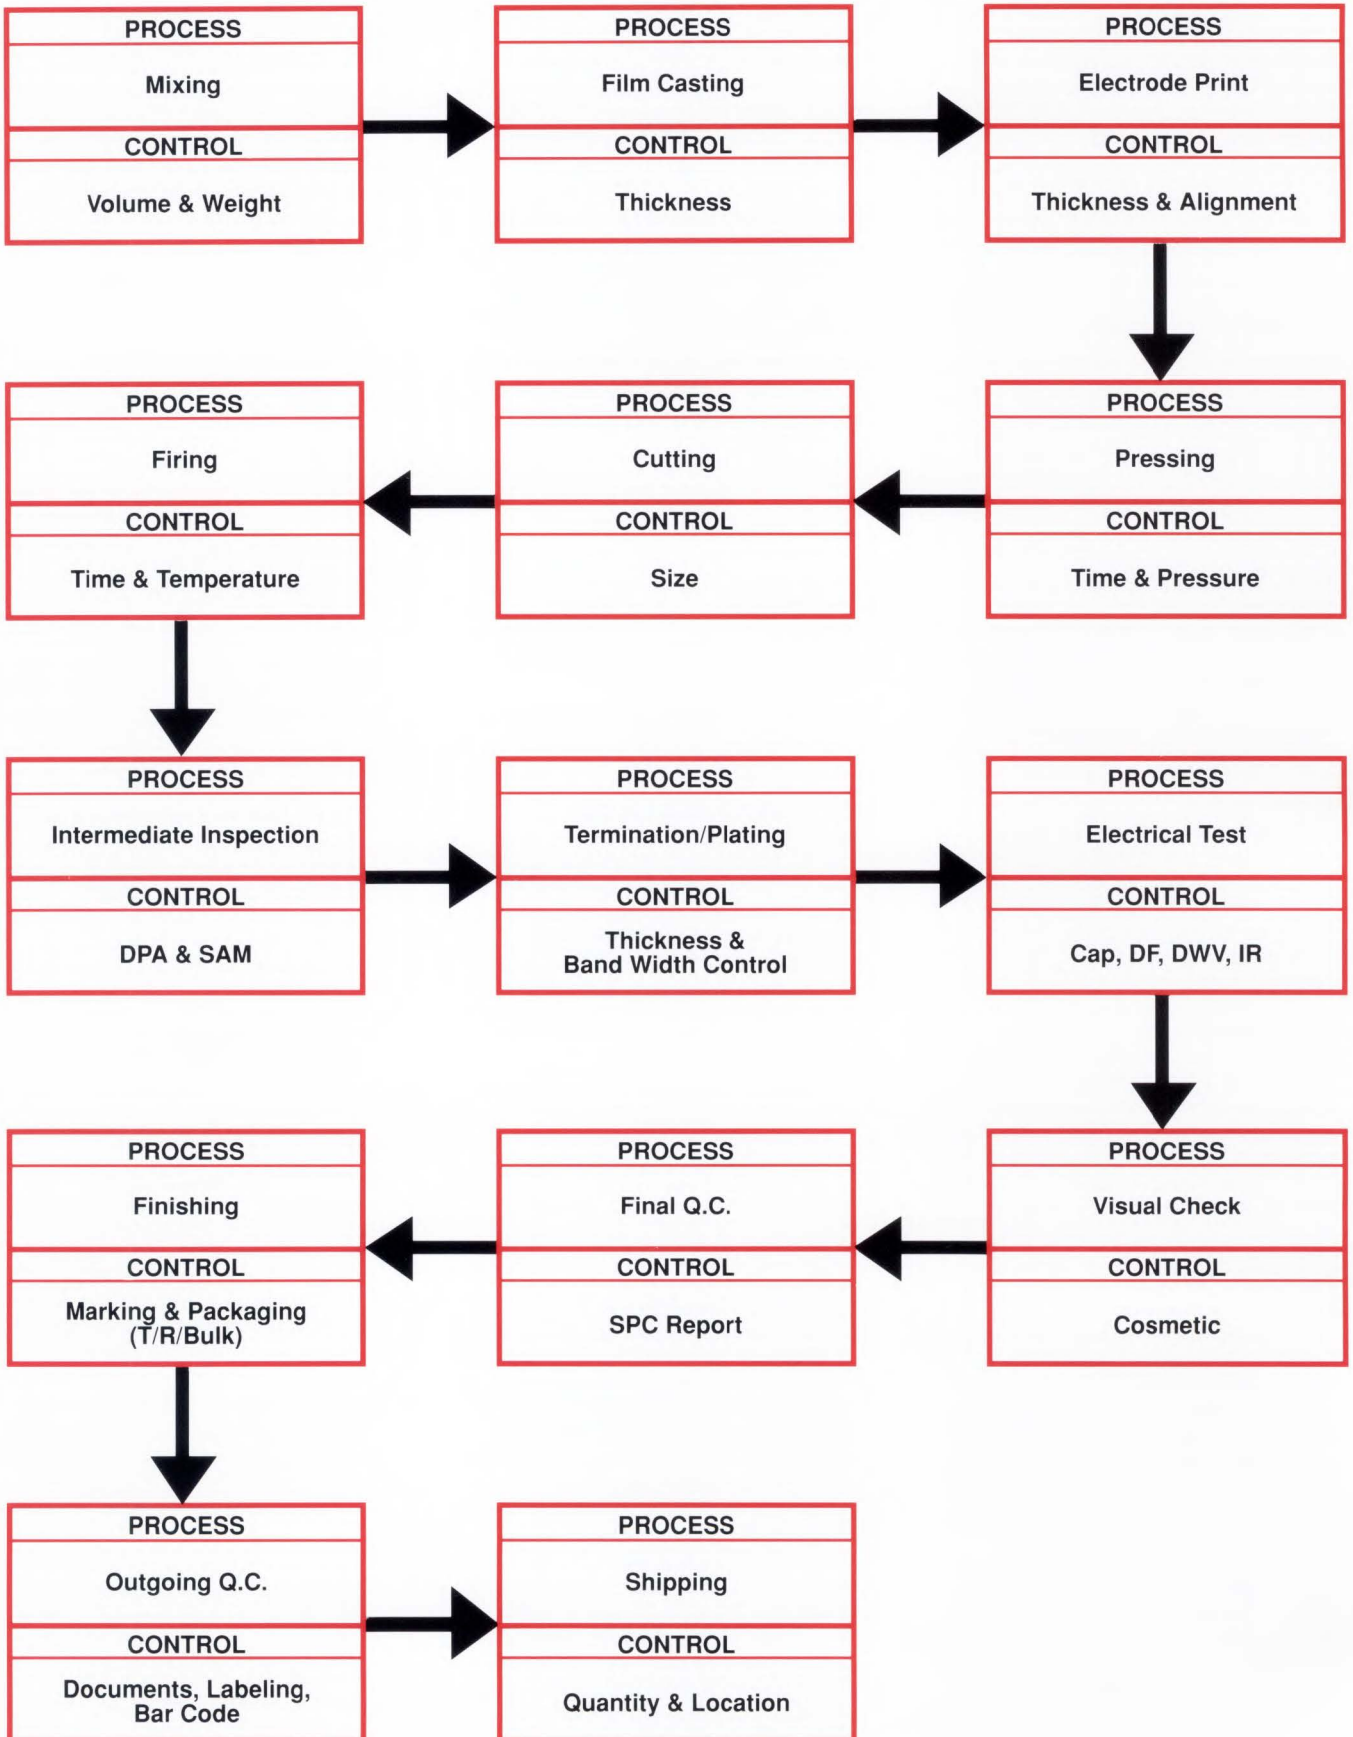 PROCESS
Mixing
CONTROL
Volume & Weight
PROCESS
Film Casting
CONTROL
Thickness
PROCESS
Electrode Print
CONTROL
Thickness & Alignment
PROCESS
Pressing
CONTROL
Time & Pressure
PROCESS
Cutting
CONTROL
Size
PROCESS
Firing
CONTROL
Time & Temperature
PROCESS
Intermediate Inspection
CONTROL
DPA & SAM
PROCESS
Termination/Plating
CONTROL
Thickness &
Band Width Control
PROCESS
Electrical Test
CONTROL
Cap, DF, DWV, IR
PROCESS
Visual Check
CONTROL
Cosmetic
PROCESS
Final Q.C.
CONTROL
SPC Report
PROCESS
Finishing
CONTROL
Marking & Packaging
(T/R/Bulk)
PROCESS
Outgoing Q.C.
CONTROL
Documents, Labeling,
Bar Code
PROCESS
Shipping
CONTROL
Quantity & Location